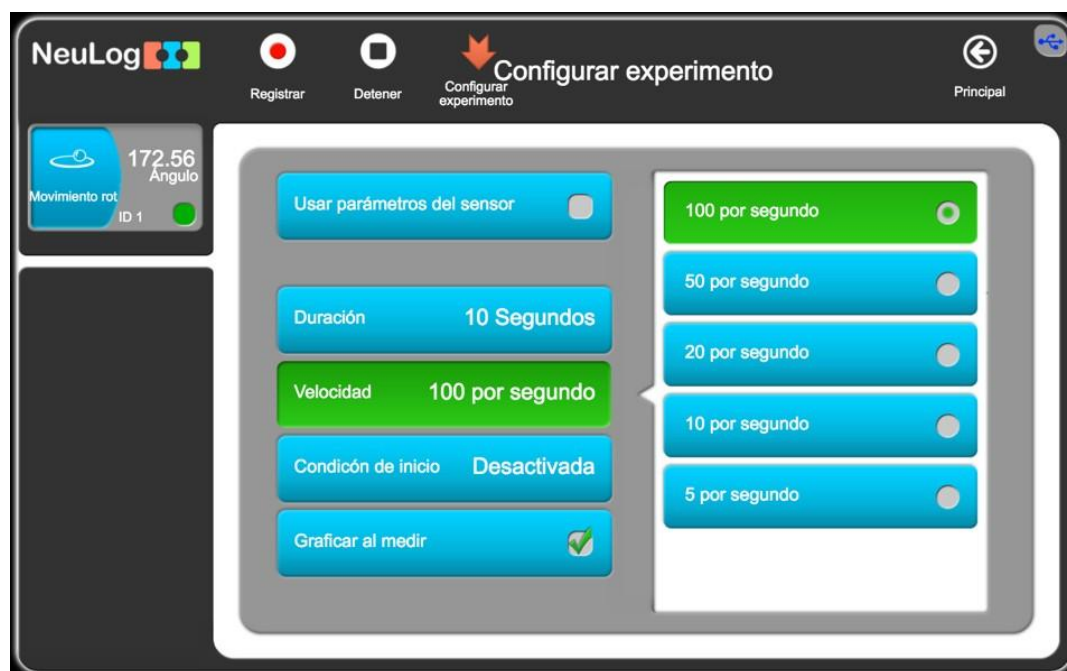 NeuLog
Registrar
Detener
Configurar
experimento
Configurar experimento
Principal
172.56
Ángulo
Movimiento rot
ID 1
Usar parámetros del sensor
Duración 10 Segundos
Velocidad 100 por segundo
Condicón de inicio Desactivada
Graficar al medir
100 por segundo
50 por segundo
20 por segundo
10 por segundo
5 por segundo